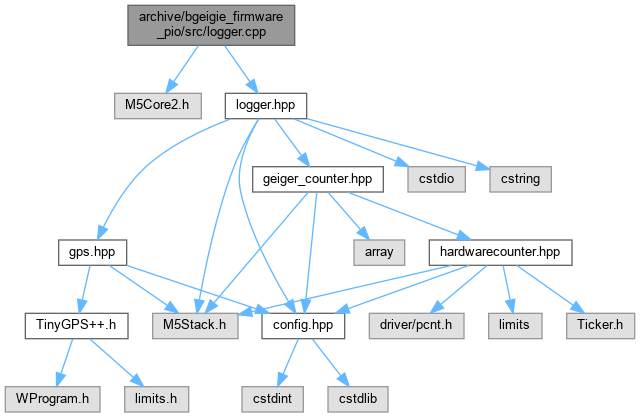 archive/bgeigie_firmware
_pio/src/logger.cpp
M5Core2.h
logger.hpp
geiger_counter.hpp
cstdio
cstring
gps.hpp
array
hardwarecounter.hpp
TinyGPS++.h
M5Stack.h
config.hpp
driver/pcnt.h
limits
Ticker.h
WProgram.h
limits.h
cstdint
cstdlib